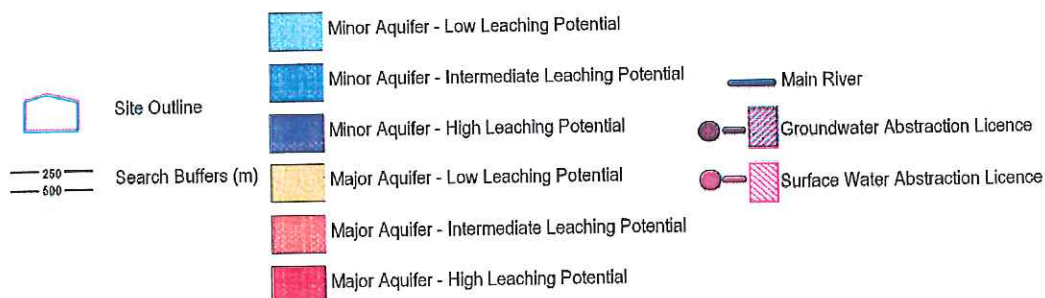 Site Outline
250
500
Search Buffers (m)
Minor Aquifer - Low Leaching Potential
Minor Aquifer - Intermediate Leaching Potential
Minor Aquifer - High Leaching Potential
Major Aquifer - Low Leaching Potential
Major Aquifer - Intermediate Leaching Potential
Major Aquifer - High Leaching Potential
Main River
Groundwater Abstraction Licence
Surface Water Abstraction Licence